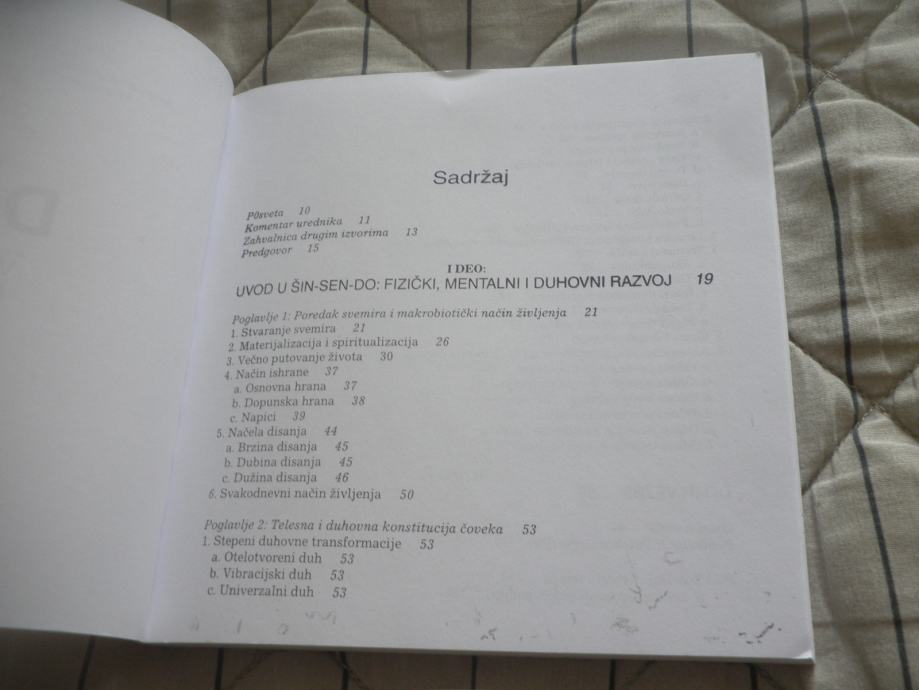 Sadržaj
Posveta 10
Komentar urednika 11
Zahvalnica drugim izvorima 13
Predgovor 15
I DEO:
UVOD U ŠIN-SEN-DO: FIZIČKI, MENTALNI I DUHOVNI RAZVOJ 19
Poglavlje 1: Poredak svemira i makrobiotički način življenja 21
1. Stvaranje svemira 21
2. Materijalizacija i spiritualizacija 26
3. Večno putovanje života 30
4. Način ishrane 37
a. Osnovna hrana 37
b. Dopunska hrana 38
c. Napici 39
5. Načela disanja 44
a. Brzina disanja 45
b. Dubina disanja 45
c. Dužina disanja 46
6. Svakodnevni način življenja 50
Poglavlje 2: Telesna i duhovna konstitucija čoveka 53
1. Stepeni duhovne transformacije 53
a. Otelotvoreni duh 53
b. Vibracijski duh 53
c. Univerzalni duh 53